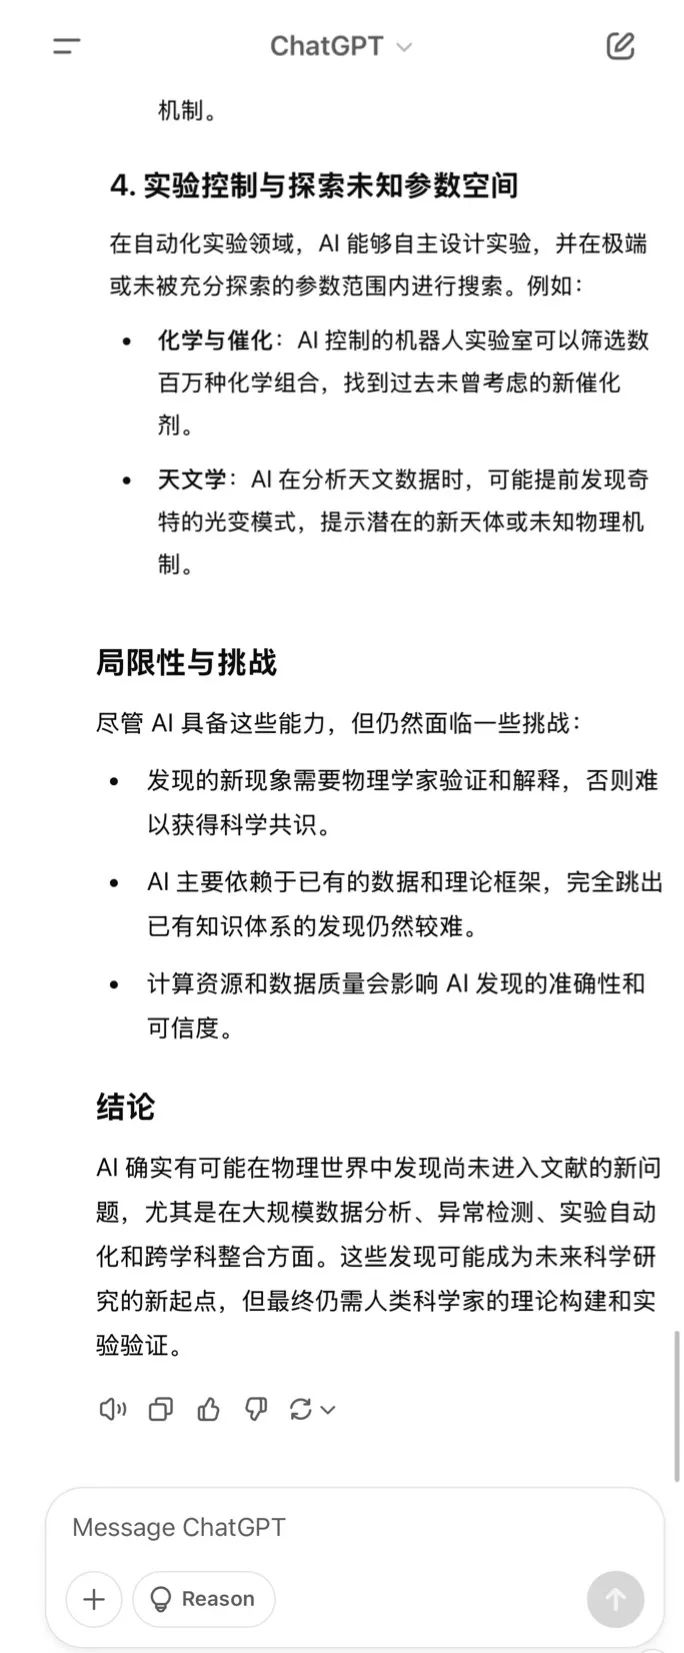 ChatGPT
机制。
4. 实验控制与探索未知参数空间
在自动化实验领域，AI 能够自主设计实验，并在极端
或未被充分探索的参数范围内进行搜索。例如：
• 化学与催化：AI 控制的机器人实验室可以筛选数
百万种化学组合，找到过去未曾考虑的新催化
剂。
• 天文学：AI 在分析天文数据时，可能提前发现奇
特的光变模式，提示潜在的新天体或未知物理机
制。
局限性与挑战
尽管 AI 具备这些能力，但仍然面临一些挑战：
• 发现的新现象需要物理学家验证和解释，否则难
以获得科学共识。
• AI 主要依赖于已有的数据和理论框架，完全跳出
已有知识体系的发现仍然较难。
• 计算资源和数据质量会影响 AI 发现的准确性和
可信度。
结论
AI 确实有可能在物理世界中发现尚未进入文献的新问
题，尤其是在大规模数据分析、异常检测、实验自动
化和跨学科整合方面。这些发现可能成为未来科学研
究的新起点，但最终仍需人类科学家的理论构建和实
验验证。
Message ChatGPT
Reason